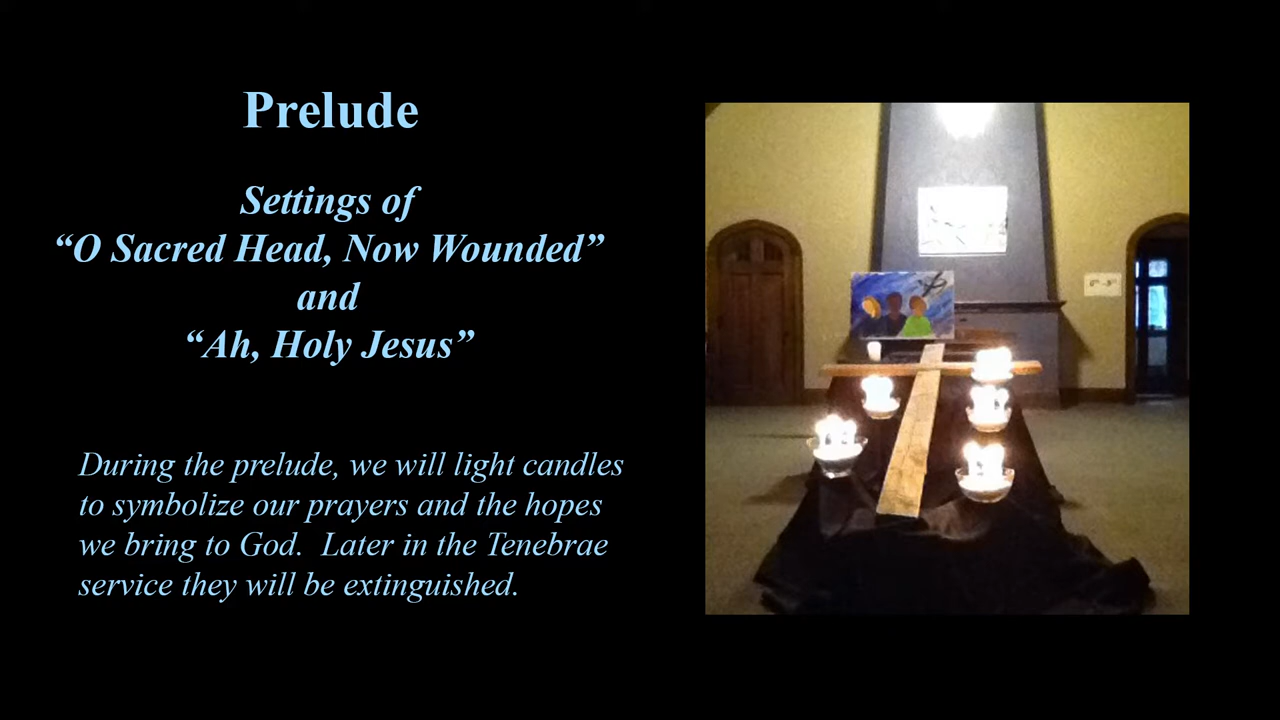 Prelude
Settings of
“O Sacred Head, Now Wounded”
and
“Ah, Holy Jesus”
During the prelude, we will light candles
to symbolize our prayers and the hopes
we bring to God.  Later in the Tenebrae
service they will be extinguished.